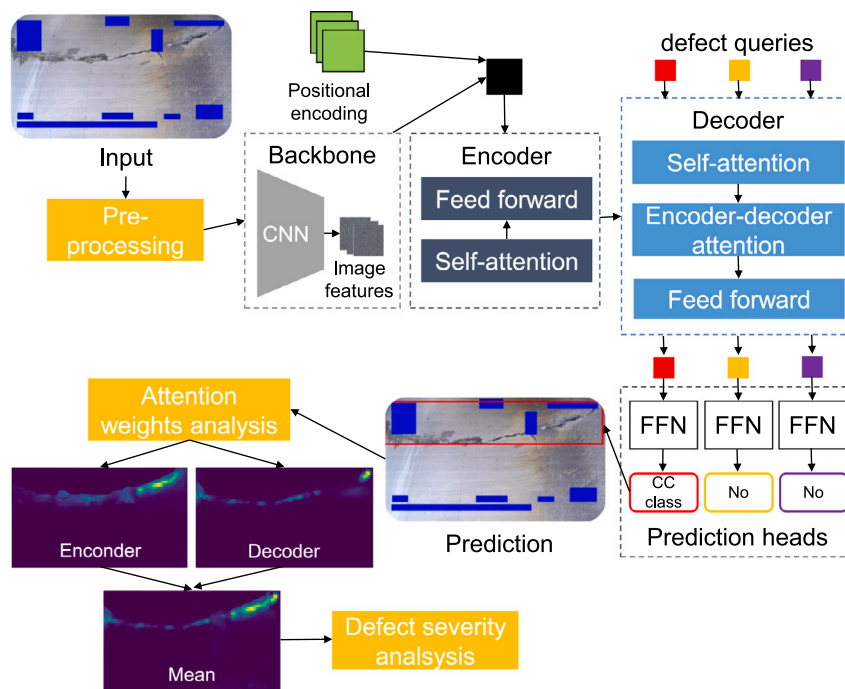 defect queries
Positional
encoding
Input
Pre-
processing
Backbone
CNN
Image
features
Encoder
Feed forward
Self-attention
Decoder
Self-attention
Encoder-decoder
attention
Feed forward
FFN
FFN
FFN
CC
class
No
No
Prediction heads
Prediction
Attention
weights analysis
Enconder
Decoder
Mean
Defect severity
analsysis